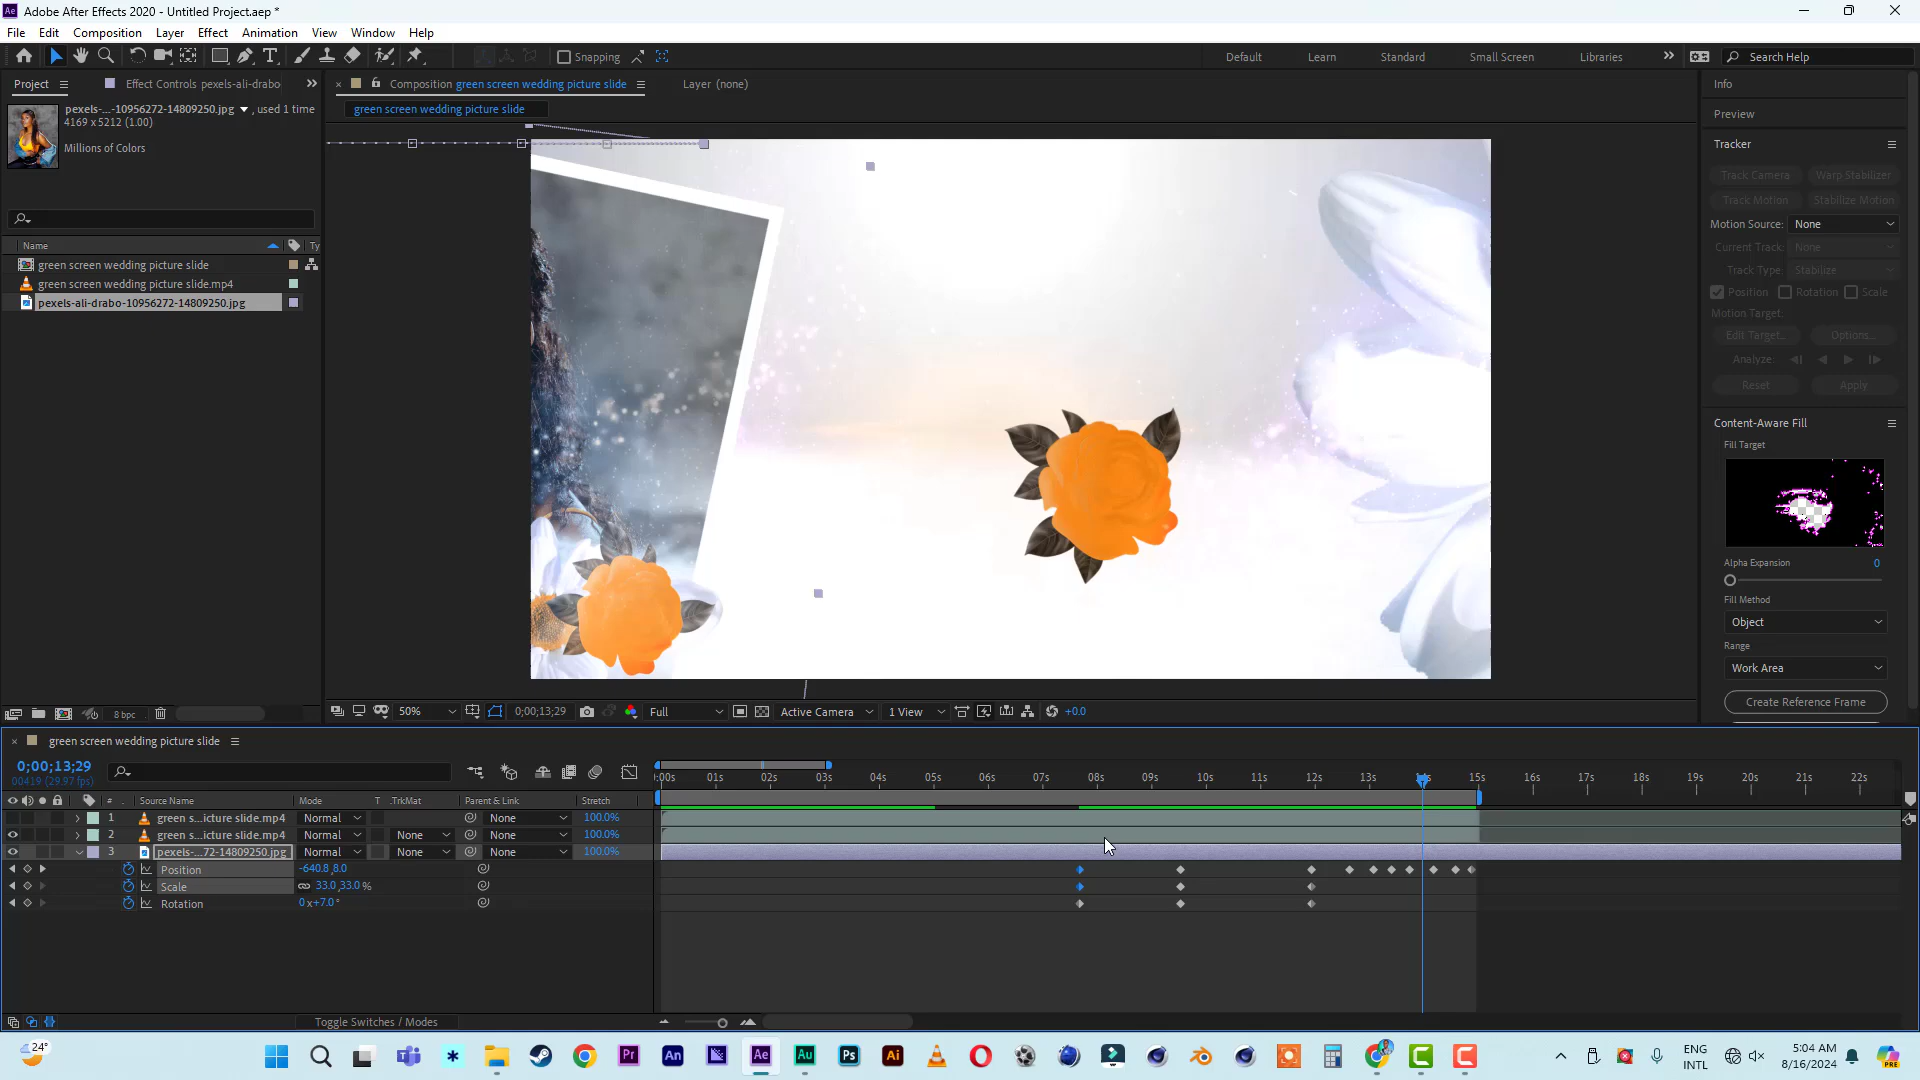 Adobe After Effects 2020 - Untitled Project.aep *
File Edit Composition Layer Effect Animation View Window Help
Snapping
Default Learn Standard Small Screen Libraries Search Help
Project Effect Controls pexels-ali-drabo
Composition green screen wedding picture slide Layer (none)
Info
pexels-...-10956272-14809250.jpg , used 1 time
green screen wedding picture slide
4169 x 5212 (1.00)
Preview
Millions of Colors
Tracker
Track Camera Warp Stabilizer
Track Motion Stabilize Motion
Motion Source: None
Name Ty
Current Track: None
green screen wedding picture slide
Track Type: Stabilize
green screen wedding picture slide.mp4
Position Rotation Scale
pexels-ali-drabo-10956272-14809250.jpg
Motion Target:
Edit Target... Options...
Analyze:
Reset Apply
Content-Aware Fill
Fill Target
Alpha Expansion 0
Fill Method
Object
Range
Work Area
Create Reference Frame
8 bpc
50% 0;00;13;29 Full Active Camera 1 View +0.0
green screen wedding picture slide
0;00;13;29
00419 (29.97 fps)
:00s 01s 02s 03s 04s 05s 06s 07s 08s 09s 10s 11s 12s 13s 14s 15s 16s 17s 18s 19s 20s 21s 22s
# Source Name Mode T .TrkMat Parent & Link Stretch
1 green s...icture slide.mp4 Normal None 100.0%
2 green s...icture slide.mp4 Normal None None 100.0%
3 pexels-...72-14809250.jpg Normal None None 100.0%
Position -640.8,8.0
Scale 33.0,33.0%
Rotation 0x+7.0°
Toggle Switches / Modes
24°
ENG
INTL
5:04 AM
8/16/2024